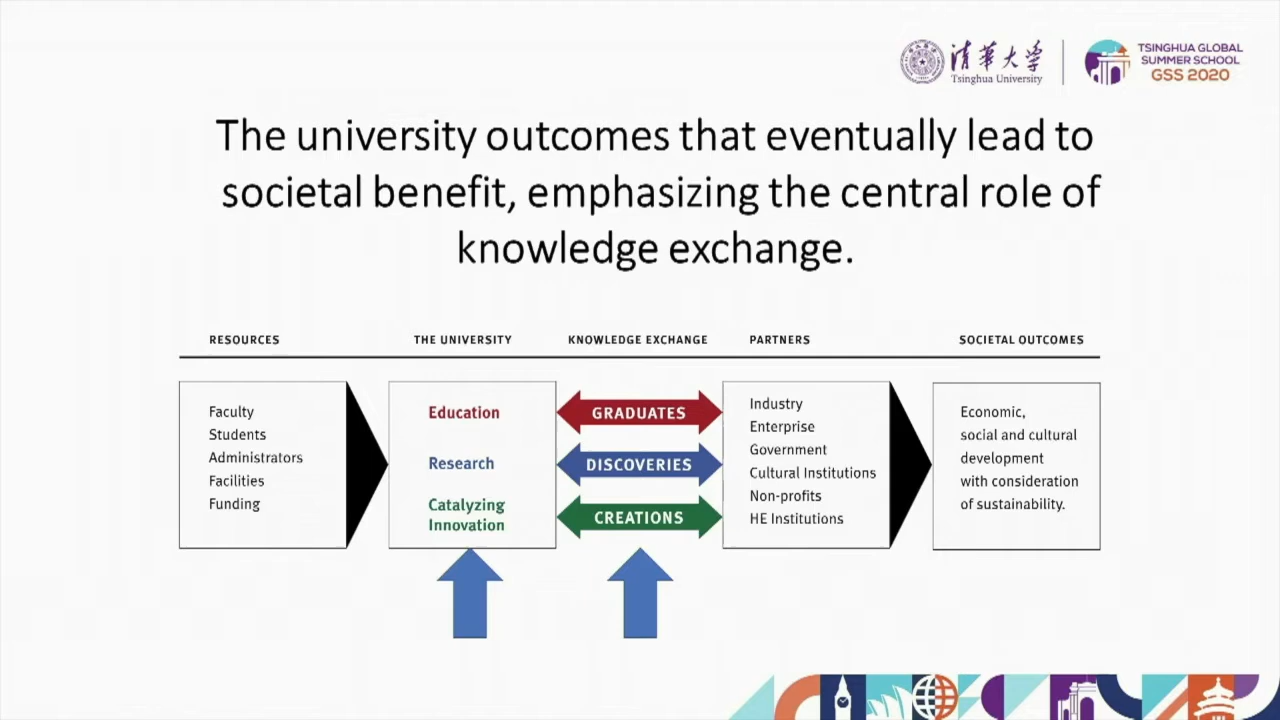 清華大学
Tsinghua University
TSINGHUA GLOBAL
SUMMER SCHOOL
GSS 2020
The university outcomes that eventually lead to
societal benefit, emphasizing the central role of
knowledge exchange.
RESOURCES
THE UNIVERSITY
KNOWLEDGE EXCHANGE
PARTNERS
SOCIETAL OUTCOMES
Faculty
Students
Administrators
Facilities
Funding
Education
Research
Catalyzing
Innovation
GRADUATES
DISCOVERIES
CREATIONS
Industry
Enterprise
Government
Cultural Institutions
Non-profits
HE Institutions
Economic,
social and cultural
development
with consideration
of sustainability.